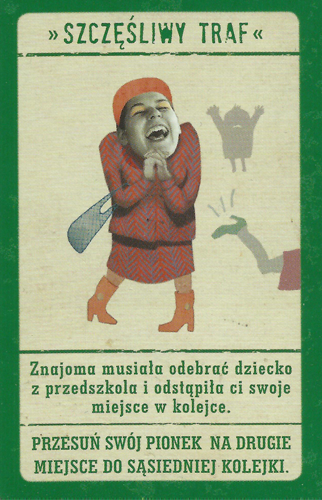 » SZCZĘŚLIWY TRAF «
Znajoma musiała odebrać dziecko
z przedszkola i odstąpiła ci swoje
miejsce w kolejce.
PRZESUŃ SWÓJ PIONEK NA DRUGIE
MIEJSCE DO SĄSIEDNIEJ KOLEJKI.